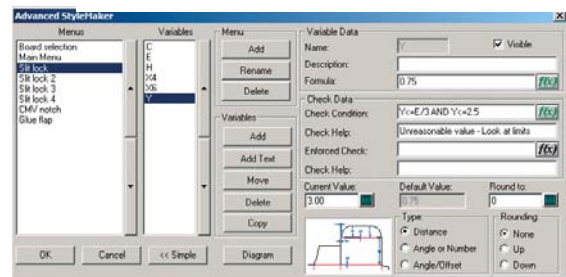 Advanced StyleMaker
Menus
Board selection
Main Menu
Slit lock
Slit lock 2
Slit lock 3
Slit lock 4
CMV notch
Glue flap
Variables
C
E
H
X4
X6
Y
Menu
Add
Rename
Delete
Variables
Add
Add Text
Move
Delete
Copy
Variable Data
Name:
Y
Visible
Description:
Formula:
0.75
f(x)
Check Data
Check Condition:
Y<=E/3 AND Y<=2.5
f(x)
Check Help:
Unreasonable value - Look at limits
Enforced Check:
f(x)
Check Help:
Current Value:
3.00
Default Value:
0.75
Round to:
0
Type:
Distance
Angle or Number
Angle/Offset
Rounding
None
Up
Down
OK
Cancel
<< Simple
Diagram